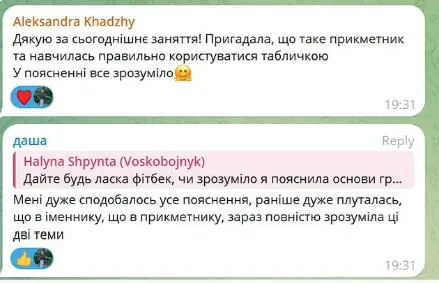 Aleksandra Khadzhy
Дякую за сьогоднішнє заняття! Пригадала, що таке прикметник
та навчилась правильно користуватися табличкою
У поясненні все зрозуміло🤗
19:31
даша
Reply
Halyna Shpynta (Voskobojnyk)
Дайте будь ласка фітбек, чи зрозуміло я пояснила основи гр...
Мені дуже сподобалось усе пояснення, раніше дуже плуталась,
що в іменнику, що в прикметнику, зараз повністю зрозуміла ці
дві теми
19:31